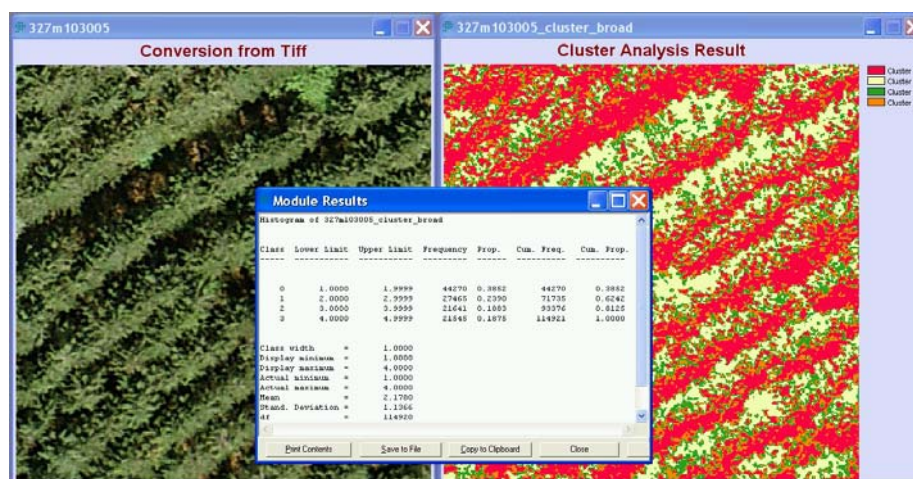 327m103005
327m103005_cluster_broad
Conversion from Tiff
Cluster Analysis Result
Cluster
Cluster
Cluster
Cluster
Module Results
Histogram of 327m103005_cluster_broad
Class Lower Limit Upper Limit Frequency Prop. Cum. Freq. Cum. Prop.
0 1.0000 1.9999 44270 0.3852 44270 0.3852
1 2.0000 2.9999 27465 0.2390 71735 0.6242
2 3.0000 3.9999 21641 0.1883 93376 0.8125
3 4.0000 4.9999 21545 0.1875 114921 1.0000
Class width = 1.0000
Display minimum = 1.0000
Display maximum = 4.0000
Actual minimum = 1.0000
Actual maximum = 4.0000
Mean = 2.1780
Stand. Deviation = 1.1366
df = 114920
Print Contents Save to File Copy to Clipboard Close